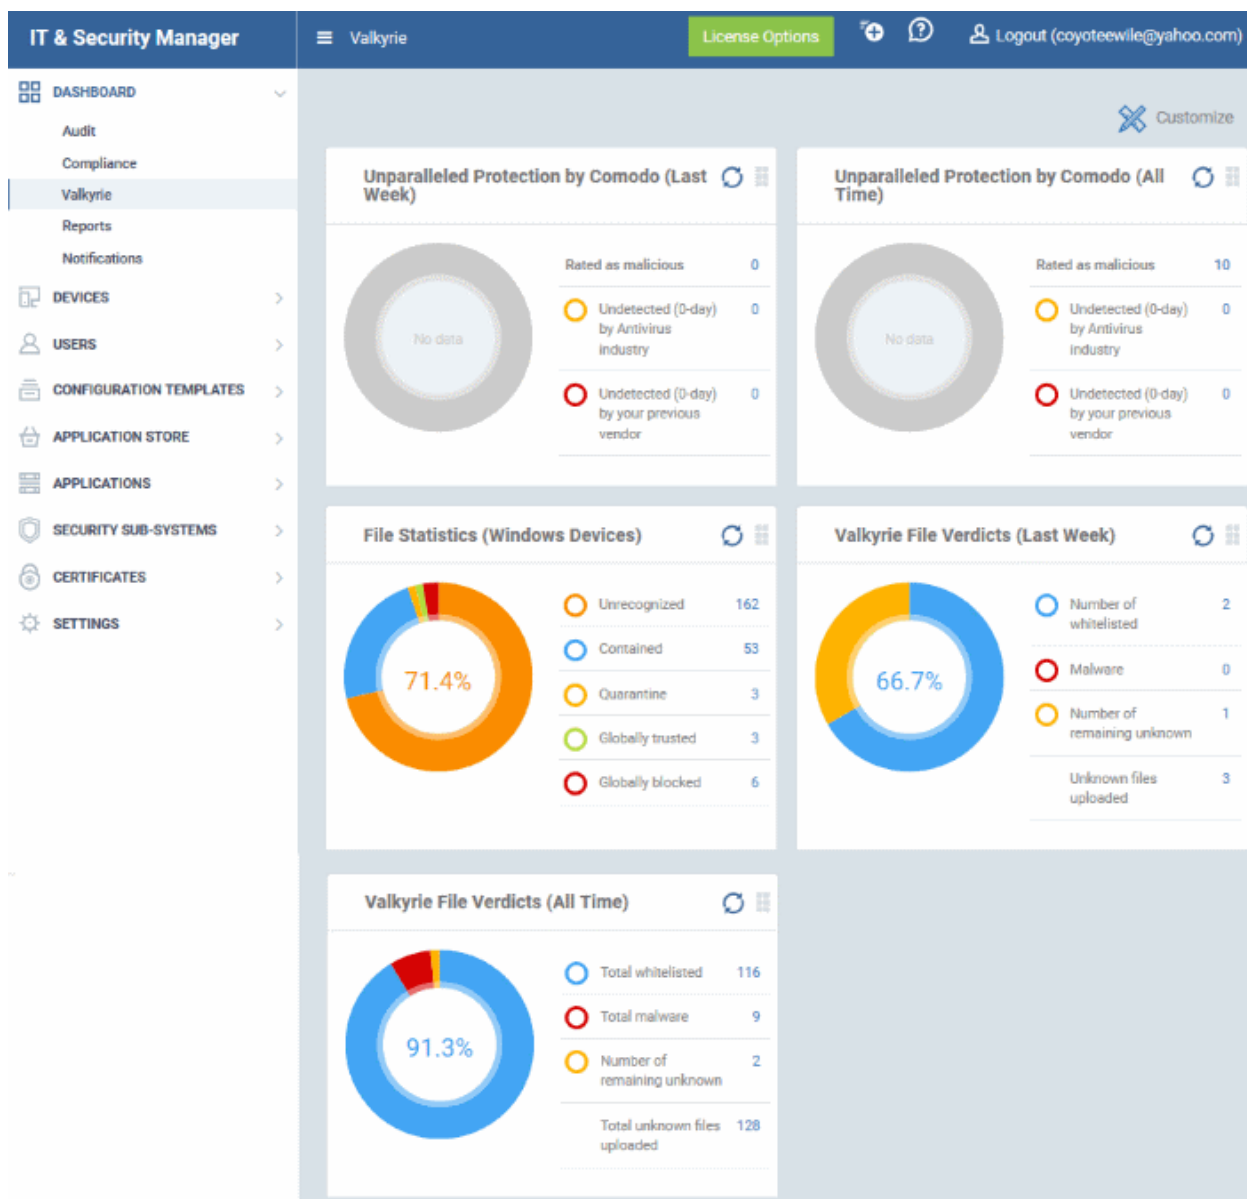 IT & Security Manager
Valkyrie
License Options
Logout (coyoteewile@yahoo.com)
DASHBOARD
Audit
Compliance
Valkyrie
Reports
Notifications
DEVICES
USERS
CONFIGURATION TEMPLATES
APPLICATION STORE
APPLICATIONS
SECURITY SUB-SYSTEMS
CERTIFICATES
SETTINGS
Customize
Unparalleled Protection by Comodo (Last
Week)
No data
Rated as malicious 0
Undetected (0-day) 0
by Antivirus
industry
Undetected (0-day) 0
by your previous
vendor
Unparalleled Protection by Comodo (All
Time)
No data
Rated as malicious 10
Undetected (0-day) 0
by Antivirus
industry
Undetected (0-day) 0
by your previous
vendor
File Statistics (Windows Devices)
71.4%
Unrecognized 162
Contained 53
Quarantine 3
Globally trusted 3
Globally blocked 6
Valkyrie File Verdicts (Last Week)
66.7%
Number of 2
whitelisted
Malware 0
Number of 1
remaining unknown
Unknown files 3
uploaded
Valkyrie File Verdicts (All Time)
91.3%
Total whitelisted 116
Total malware 9
Number of 2
remaining unknown
Total unknown files 128
uploaded